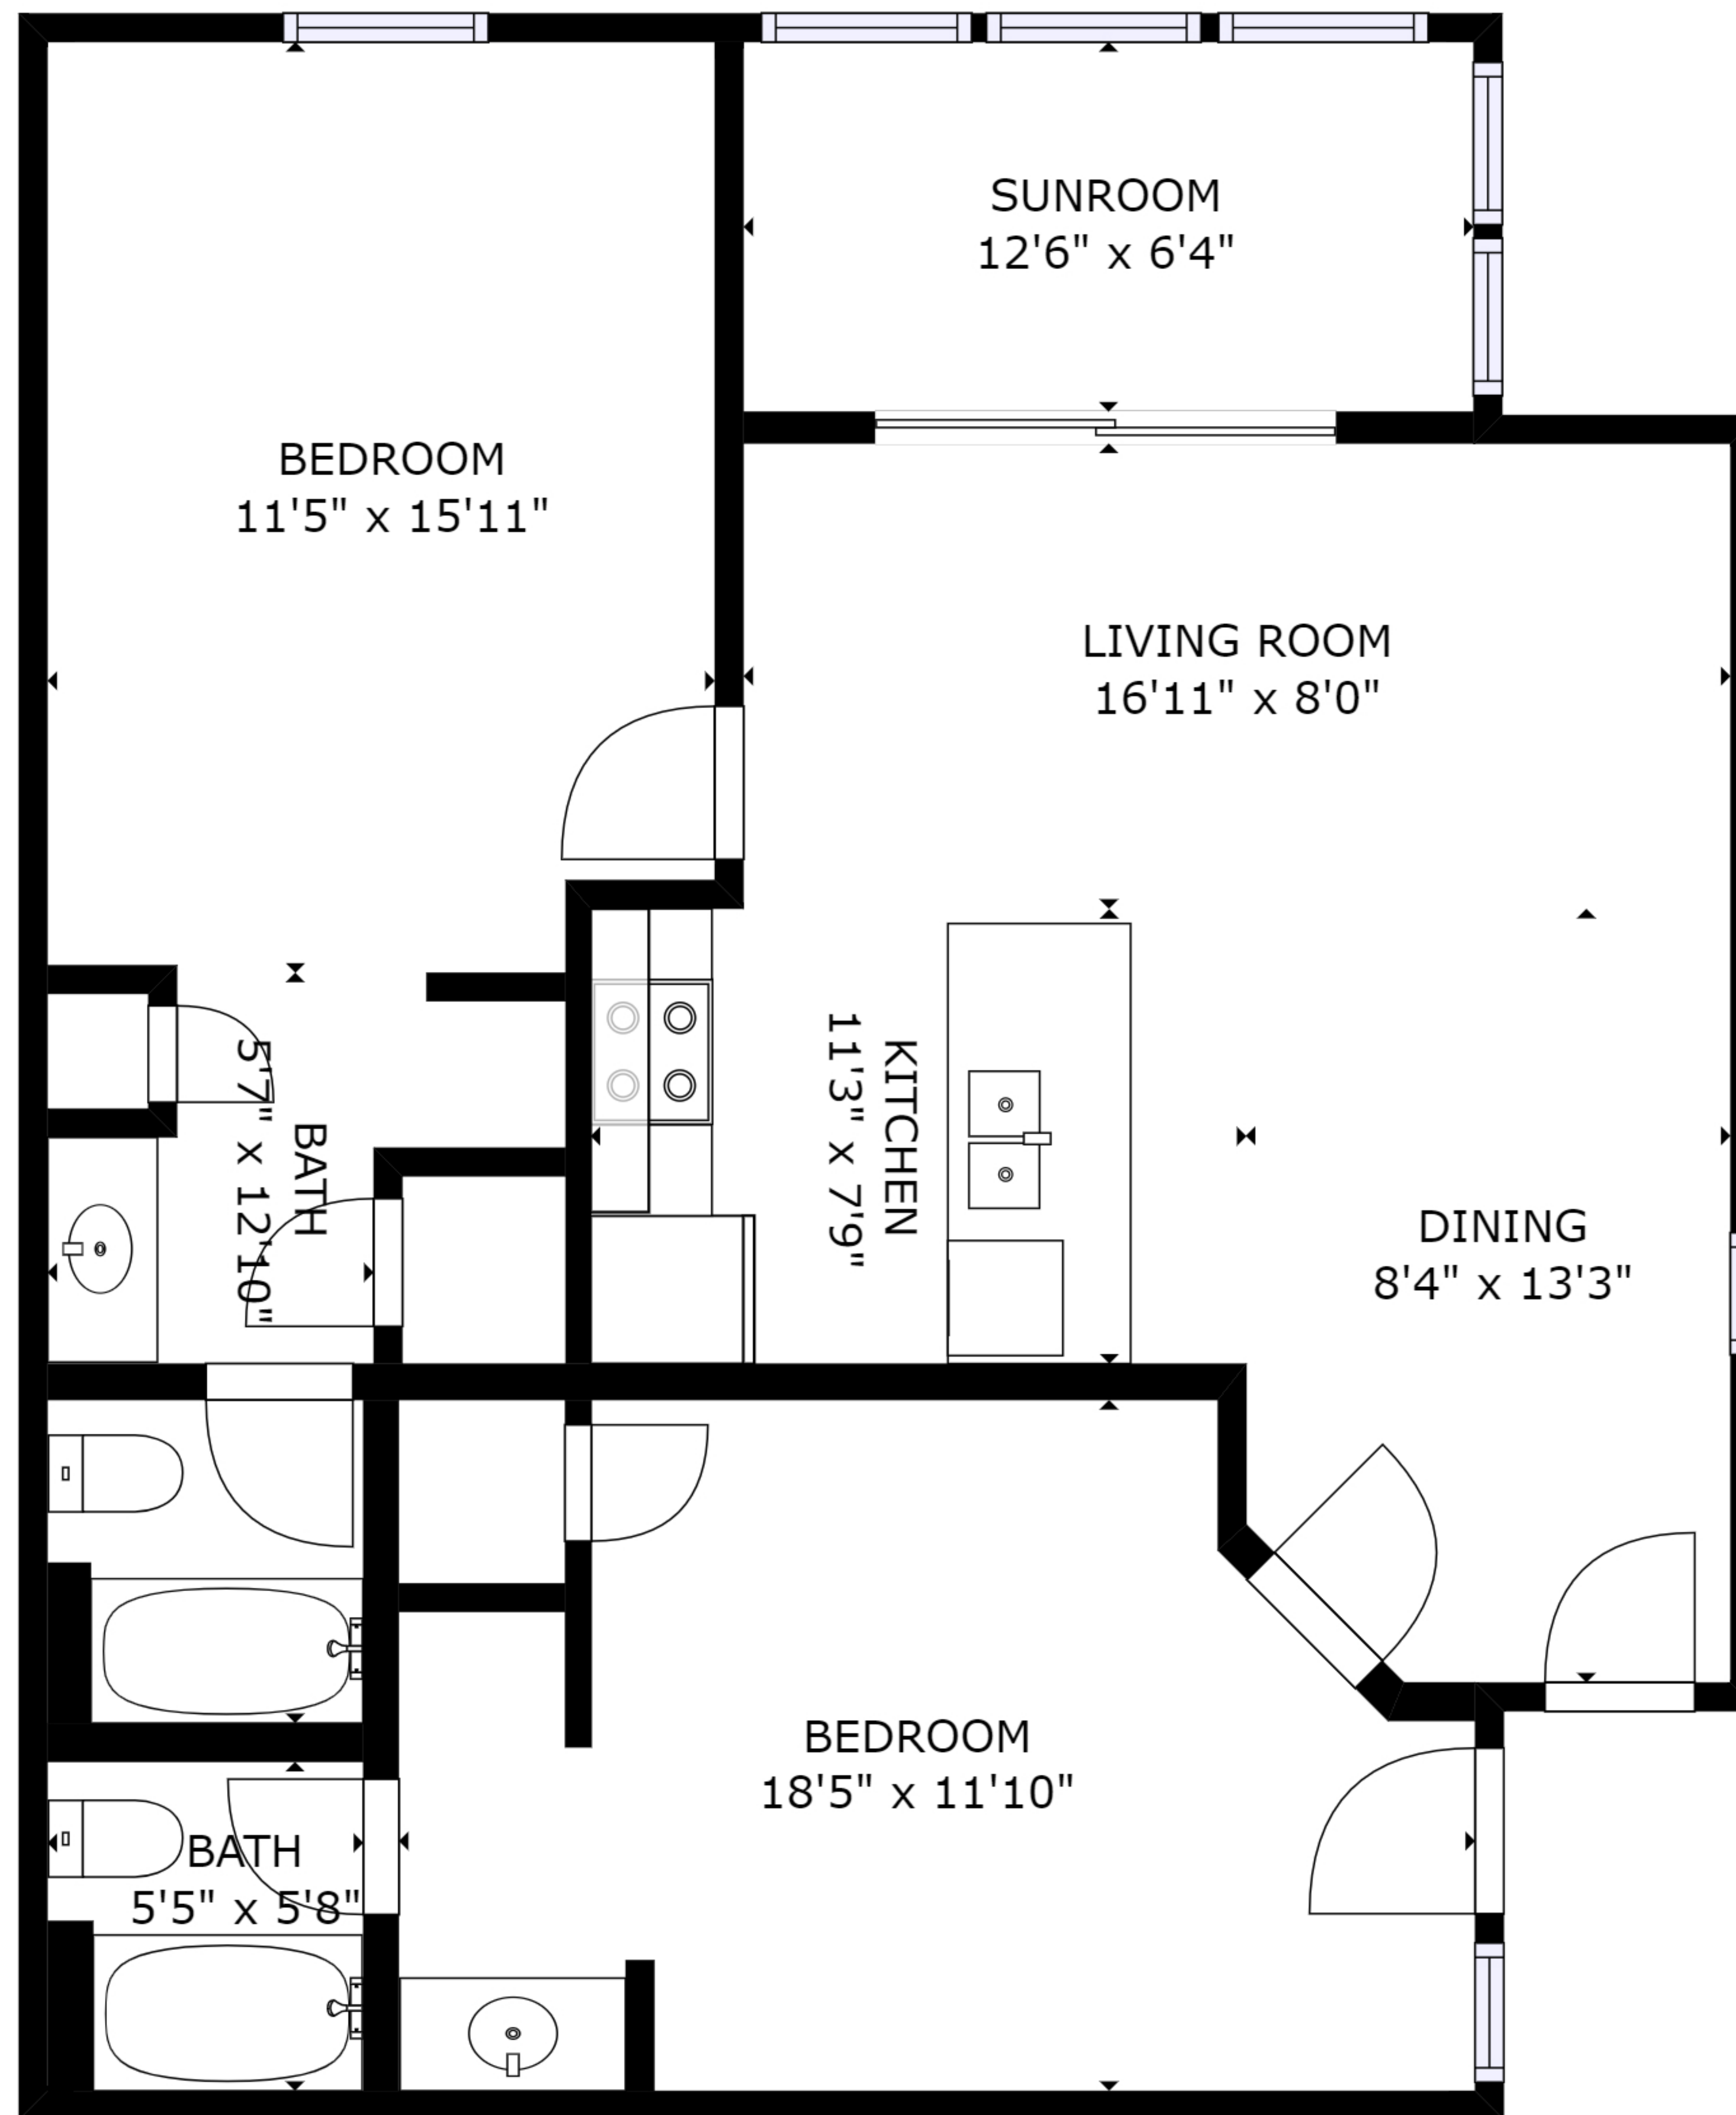 SUNROOM
12'6" x 6'4"
BEDROOM
11'5" x 15'11"
LIVING ROOM
16'11" x 8'0"
KITCHEN
11'3" x 7'9"
BATH
5'7" x 12'10"
DINING
8'4" x 13'3"
BEDROOM
18'5" x 11'10"
BATH
5'5" x 5'8"